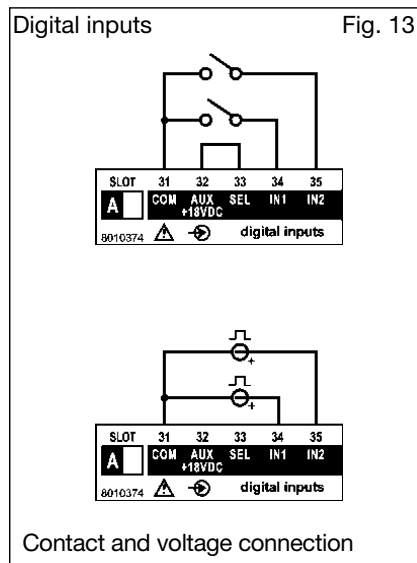 Digital inputs Fig. 13
SLOT 31 32 33 34 35
A COM AUX SEL IN1 IN2
+18VDC
8010374 digital inputs
+
+
SLOT 31 32 33 34 35
A COM AUX SEL IN1 IN2
+18VDC
8010374 digital inputs
Contact and voltage connection